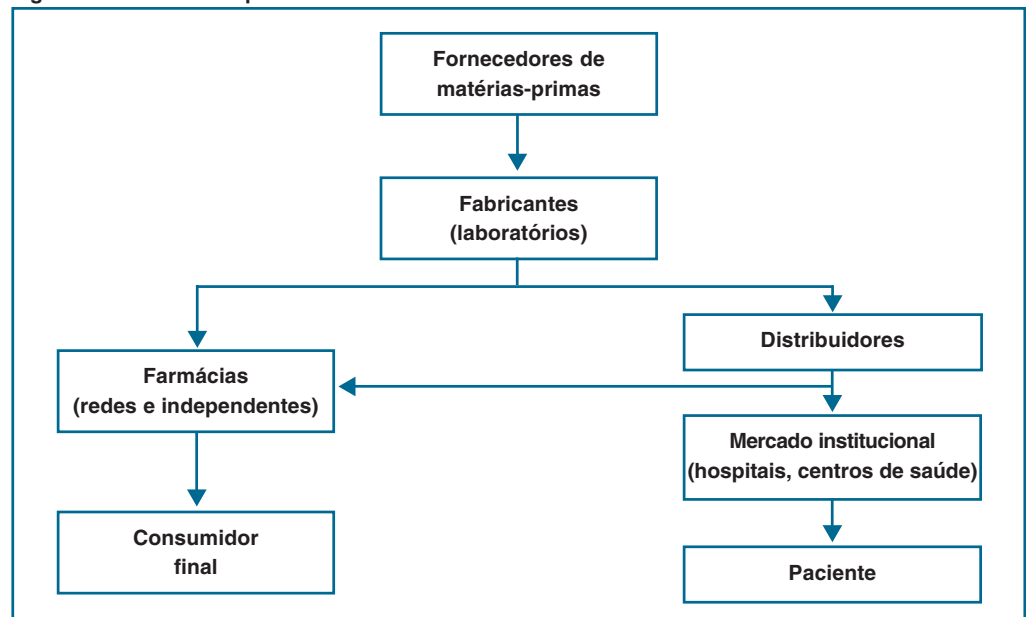 Fornecedores de
matérias-primas
Fabricantes
(laboratórios)
Distribuidores
Farmácias
(redes e independentes)
Mercado institucional
(hospitais, centros de saúde)
Consumidor
final
Paciente